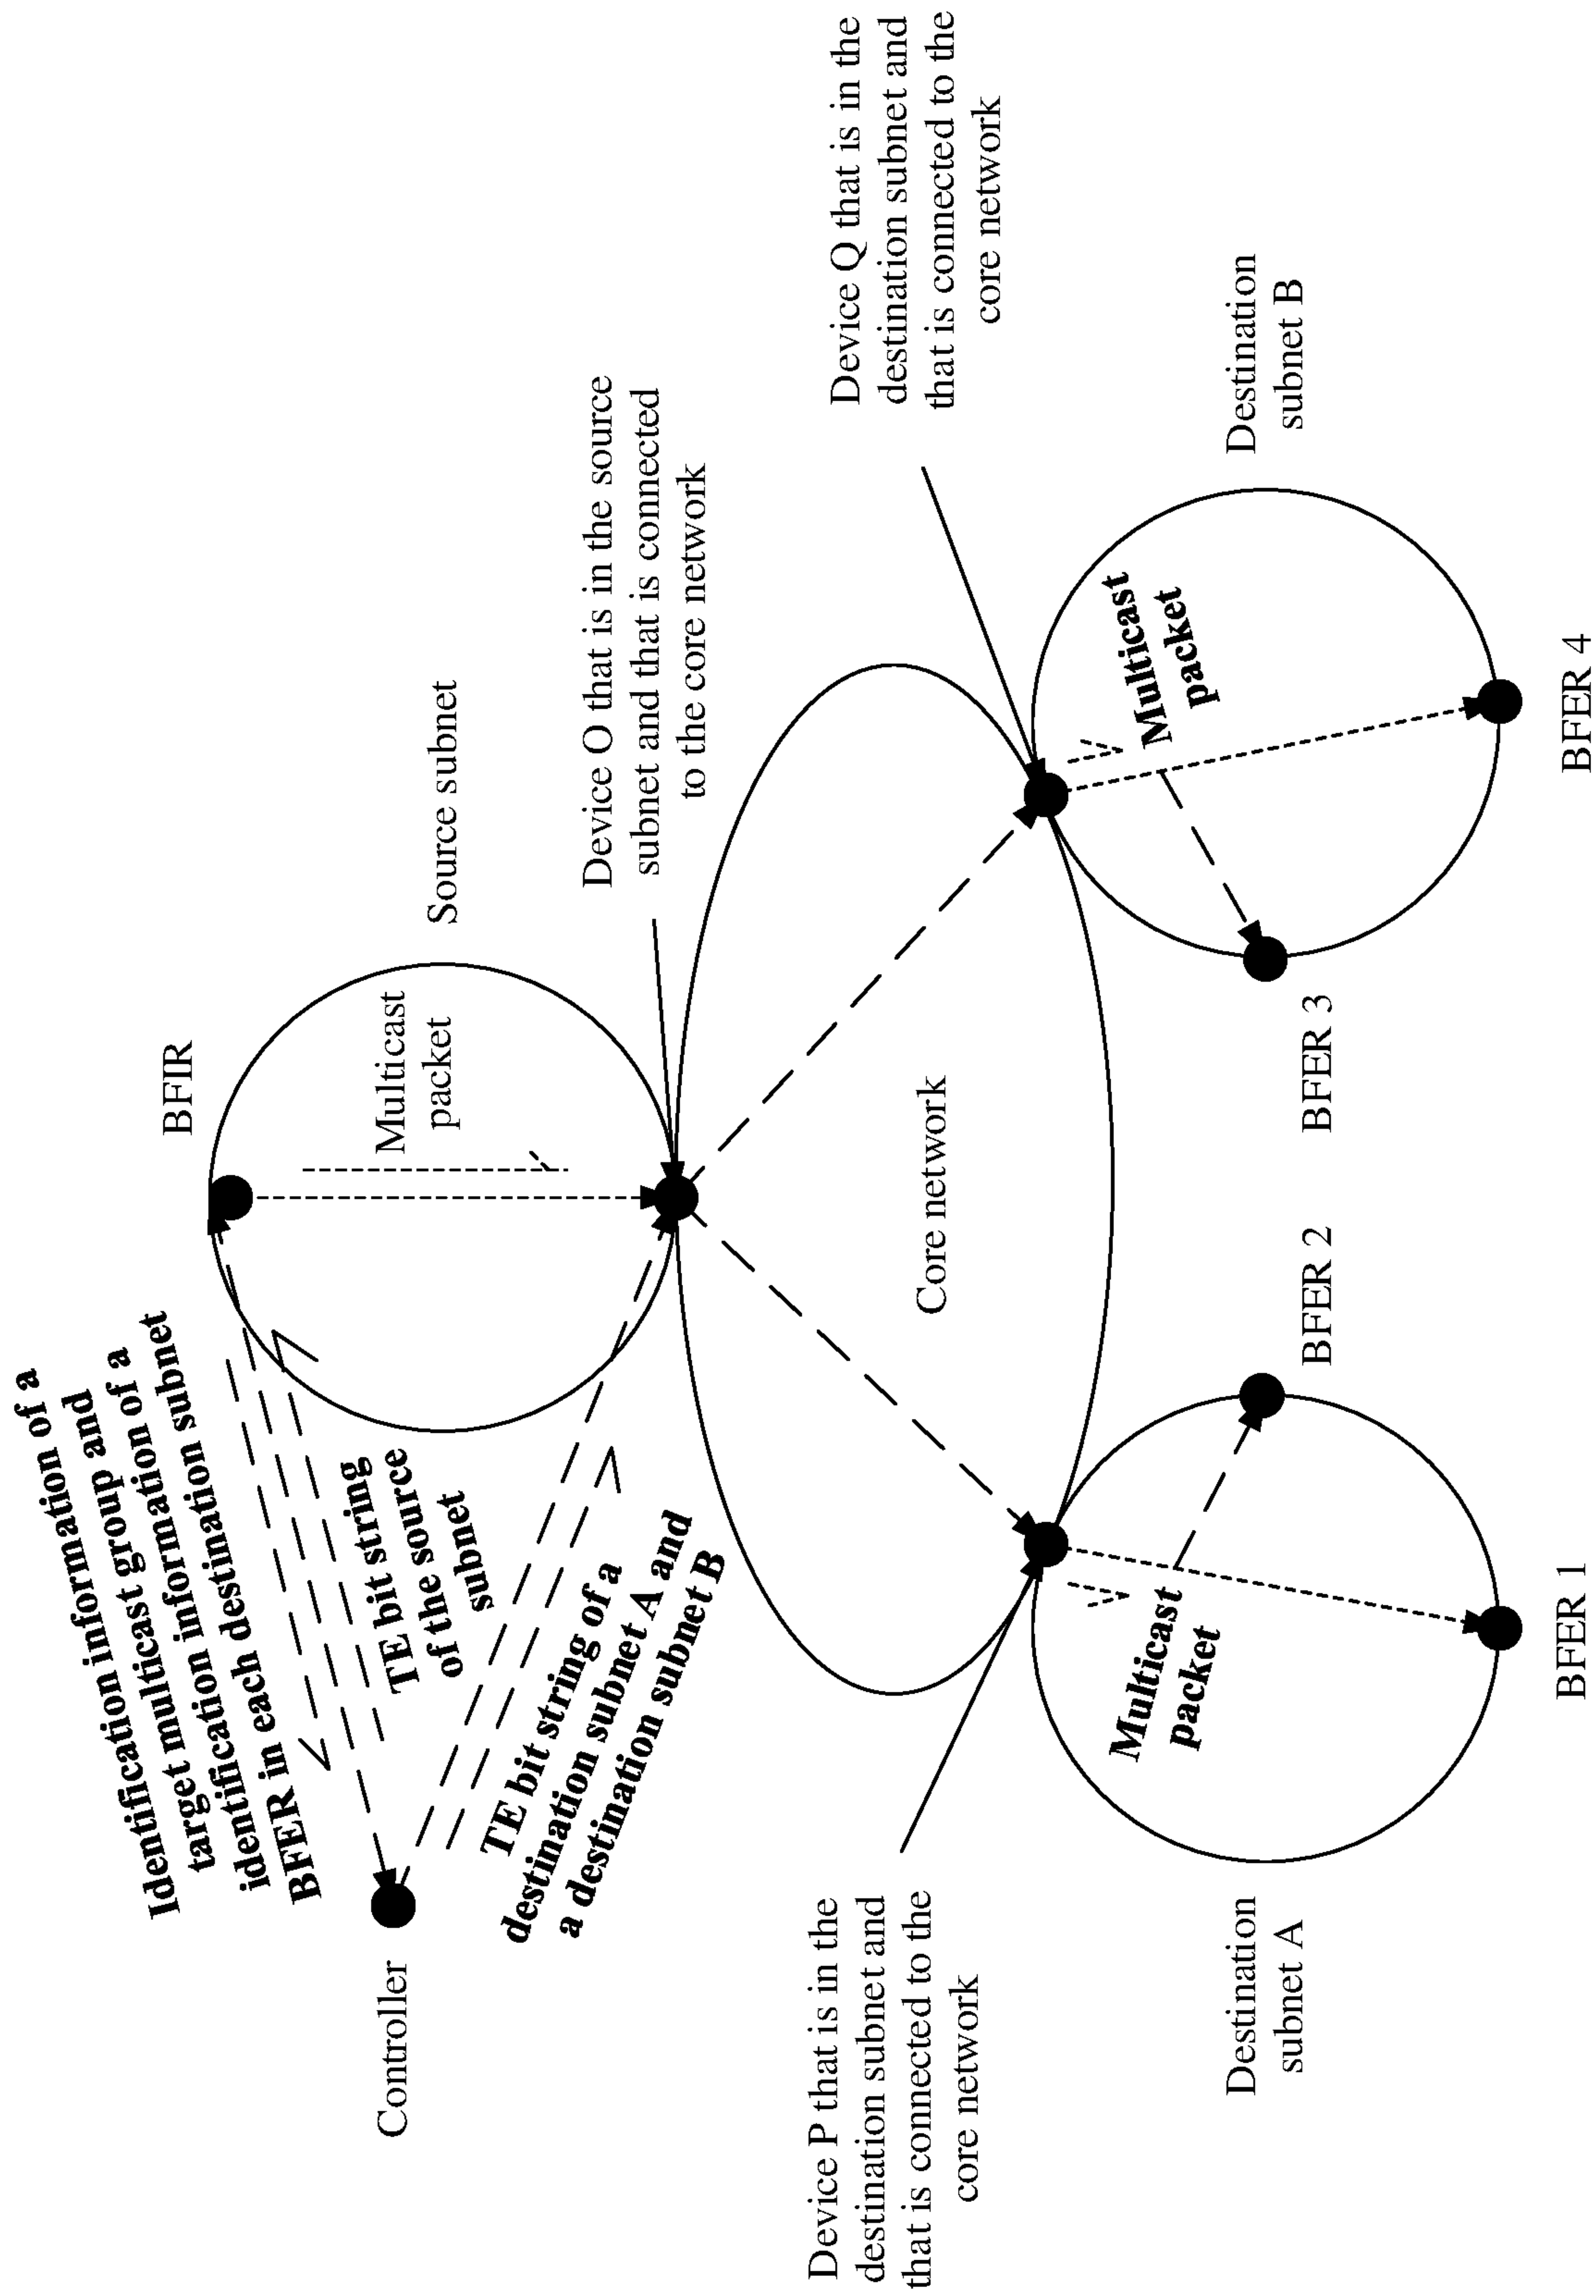 Identification information of a
multicast group and
Target multicast group of a
target information subnet
identification information of a
BFER in each destination subnet
BFIR
Multicast
packet
Source subnet
TE bit string
of the source
subnet
Controller
TE bit string of a
destination subnet A and
a destination subnet B
Device O that is in the source
subnet and that is connected
to the core network
Device P that is in the
destination subnet and
that is connected to the
core network
Core network
Device Q that is in the
destination subnet and
that is connected to the
core network
Multicast
packet
Multicast
packet
Destination
subnet A
BFER 2
BFER 3
Destination
subnet B
BFER 1
BFER 4